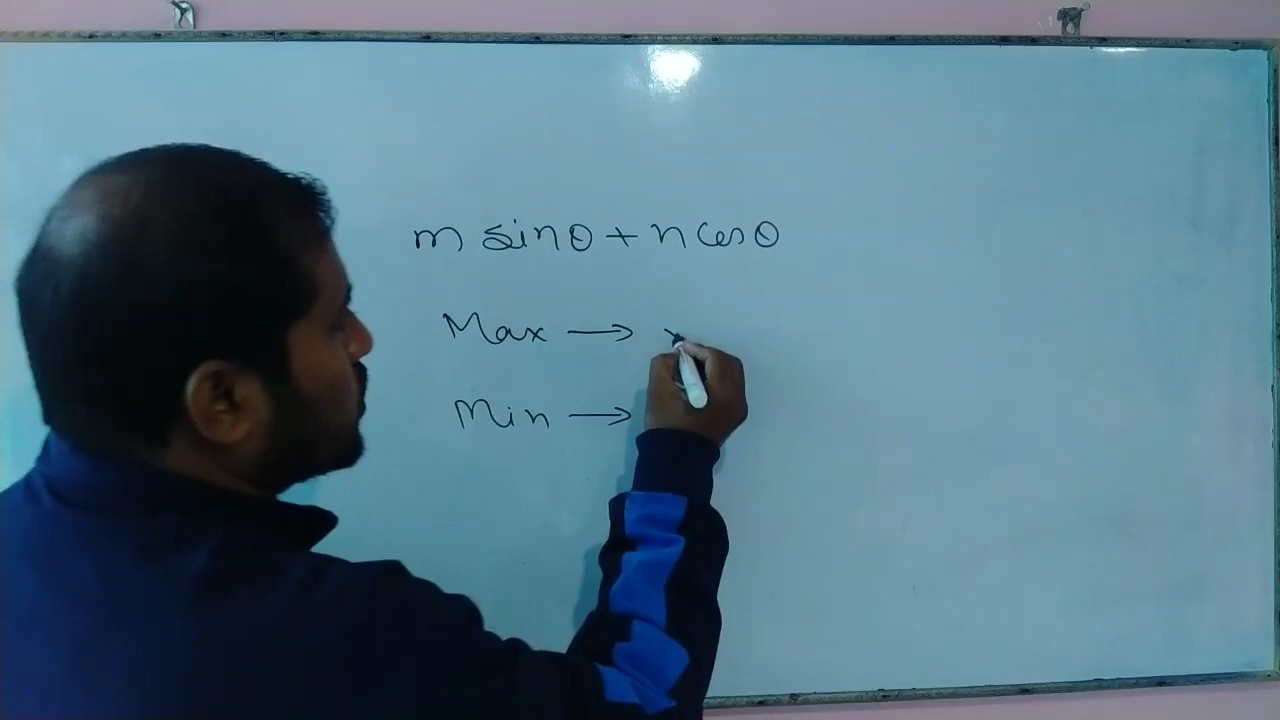 m sinθ + n cosθ
Max →
Min →